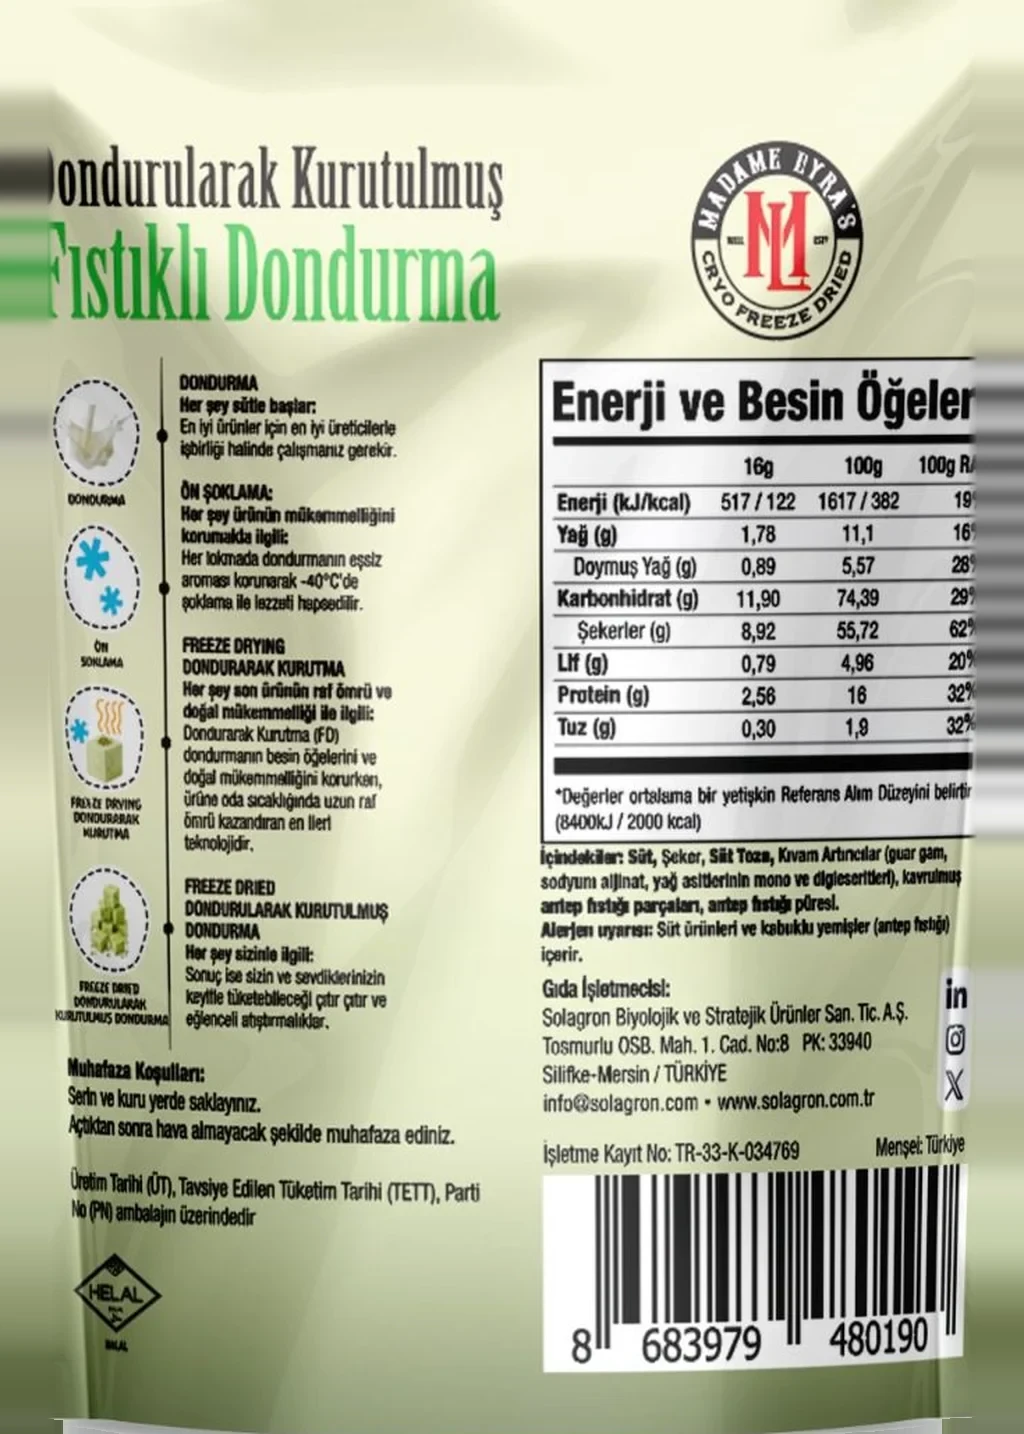 Dondurularak Kurutulmuş
Fıstıklı Dondurma
MADAME EYRA'S
CRYO FREEZE DRIED
DONDURMA
ÖN
ŞOKLAMA
FREEZE DRYING
DONDURARAK
KURUTMA
FREEZE DRIED
DONDURULARAK
KURUTULMUŞ DONDURMA
DONDURMA
Her şey sütle başlar:
En iyi ürünler için en iyi üreticilerle
işbirliği halinde çalışmanız gerekir.
ÖN ŞOKLAMA:
Her şey ürünün mükemmelliğini
korumakla ilgili:
Her lokmada dondurmanın eşsiz
aroması korunarak -40°C'de
şoklama ile lezzeti hapsedilir.
FREEZE DRYING
DONDURARAK KURUTMA
Her şey son ürünün raf ömrü ve
doğal mükemmelliği ile ilgili:
Dondurarak Kurutma (FD)
dondurmanın besin öğelerini ve
doğal mükemmelliğini korurken,
ürüne oda sıcaklığında uzun raf
ömrü kazandıran en ileri
teknolojidir.
FREEZE DRIED
DONDURULARAK KURUTULMUŞ
DONDURMA
Her şey sizinle ilgili:
Sonuç ise sizin ve sevdiklerinizin
keyifle tüketebileceği çıtır çıtır ve
eğlenceli atıştırmalıklar.
Muhafaza Koşulları:
Serin ve kuru yerde saklayınız.
Açtıktan sonra hava almayacak şekilde muhafaza ediniz.
Üretim Tarihi (ÜT), Tavsiye Edilen Tüketim Tarihi (TETT), Parti
No (PN) ambalajın üzerindedir
HELAL
Enerji ve Besin Öğeler
16g 100g 100g RA
Enerji (kJ/kcal) 517 / 122 1617 / 382 19%
Yağ (g) 1,78 11,1 16%
Doymuş Yağ (g) 0,89 5,57 28%
Karbonhidrat (g) 11,90 74,39 29%
Şekerler (g) 8,92 55,72 62%
Lif (g) 0,79 4,96 20%
Protein (g) 2,56 16 32%
Tuz (g) 0,30 1,9 32%
*Değerler ortalama bir yetişkin Referans Alım Düzeyini belirtir
(8400kJ / 2000 kcal)
İçindekiler: Süt, Şeker, Süt Tozu, Kıvam Artırıcılar (guar gam,
sodyum aljinat, yağ asitlerinin mono ve digliseritleri), kavrulmuş
antep fıstığı parçaları, antep fıstığı püresi.
Alerjen uyarısı: Süt ürünleri ve kabuklu yemişler (antep fıstığı)
içerir.
Gıda İşletmecisi:
Solagron Biyolojik ve Stratejik Ürünler San. Tic. A.Ş.
Tosmurlu OSB. Mah. 1. Cad. No:8 PK: 33940
Silifke-Mersin / TÜRKİYE
info@solagron.com • www.solagron.com.tr
in
X
İşletme Kayıt No: TR-33-K-034769
Menşei: Türkiye
8 683979 480190